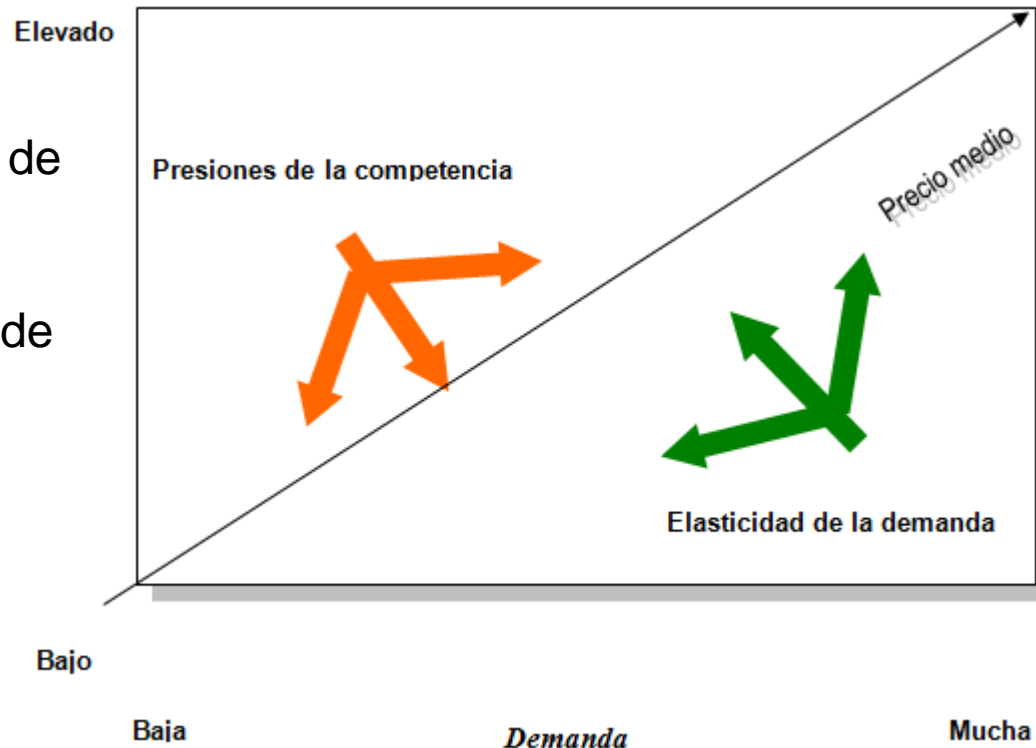 Elevado
de
Presiones de la competencia
Precio medio
de
Elasticidad de la demanda
Bajo
Baja
Demanda
Mucha